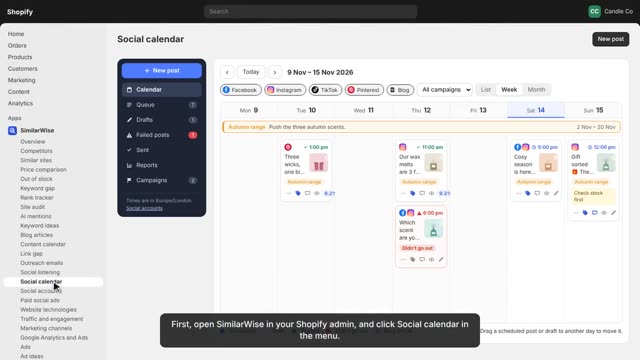 Shopify
Search
CC
Candle Co
Home
Orders
Products
Customers
Marketing
Content
Analytics
Apps
SimilarWise
Overview
Competitors
Similar sites
Price comparison
Out of stock
Keyword gap
Rank tracker
Site audit
AI mentions
Keyword ideas
Blog articles
Content calendar
Link gap
Outreach emails
Social listening
Social calendar
Social accounts
Paid social ads
Website technologies
Traffic and engagement
Marketing channels
Google Analytics and Ads
Ads
Ad ideas
Social calendar
New post
+ New post
Calendar
Queue 7
Drafts 1
Failed posts 1
Sent
Reports
Campaigns 2
Times are in Europe/London.
Social accounts
Today
9 Nov – 15 Nov 2026
Facebook
Instagram
TikTok
Pinterest
Blog
All campaigns
List
Week
Month
Mon 9
Tue 10
Wed 11
Thu 12
Fri 13
Sat 14
Sun 15
Autumn range Push the three autumn scents.
2 Nov – 20 Nov
1:00 pm
Three
wicks,
one bl...
Autumn range
11:00 am
Our wax
melts
are 3 f...
Autumn range
6:00 pm
Which
scent
are yo...
Didn't go out
5:00 pm
Cosy
season
is here...
Autumn range
12:00 pm
Gift
sorted
The...
Autumn range
Check stock
first
Drag a scheduled post or draft to another day to move it.
First, open SimilarWise in your Shopify admin, and click Social calendar in
the menu.